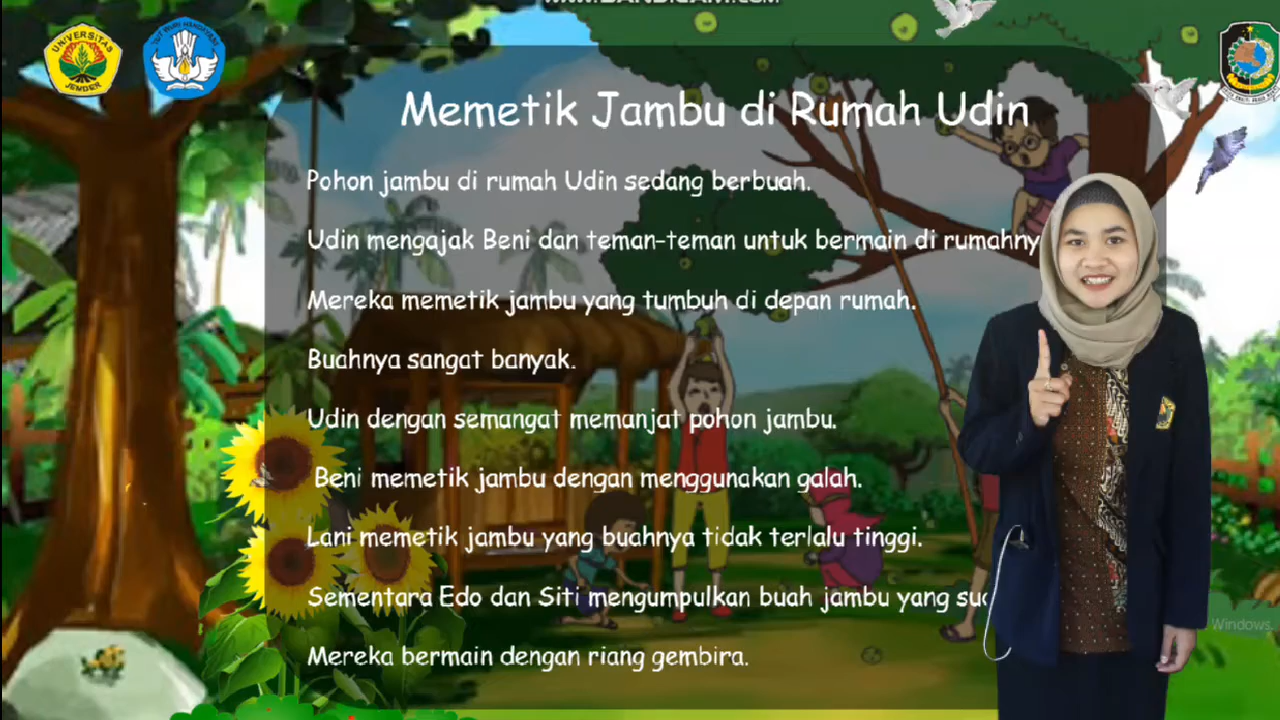 UNIVERSITAS
JEMBER
Memetik Jambu di Rumah Udin
Pohon jambu di rumah Udin sedang berbuah.
Udin mengajak Beni dan teman-teman untuk bermain di
Mereka memetik jambu yang tumbuh di depan rumah.
Buahnya sangat banyak.
Udin dengan semangat memanjat pohon jambu.
Beni memetik jambu dengan menggunakan galah.
Lani memetik jambu yang buahnya tidak terlalu tinggi.
Sementara Edo dan Siti mengumpulkan buah jambu yang
Mereka bermain dengan riang gembira.
Windows.